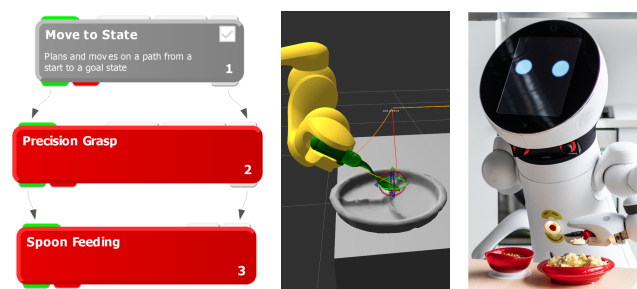 Move to State
Plans and moves on a path from a
start to a goal state
1
Precision Grasp
2
Spoon Feeding
3